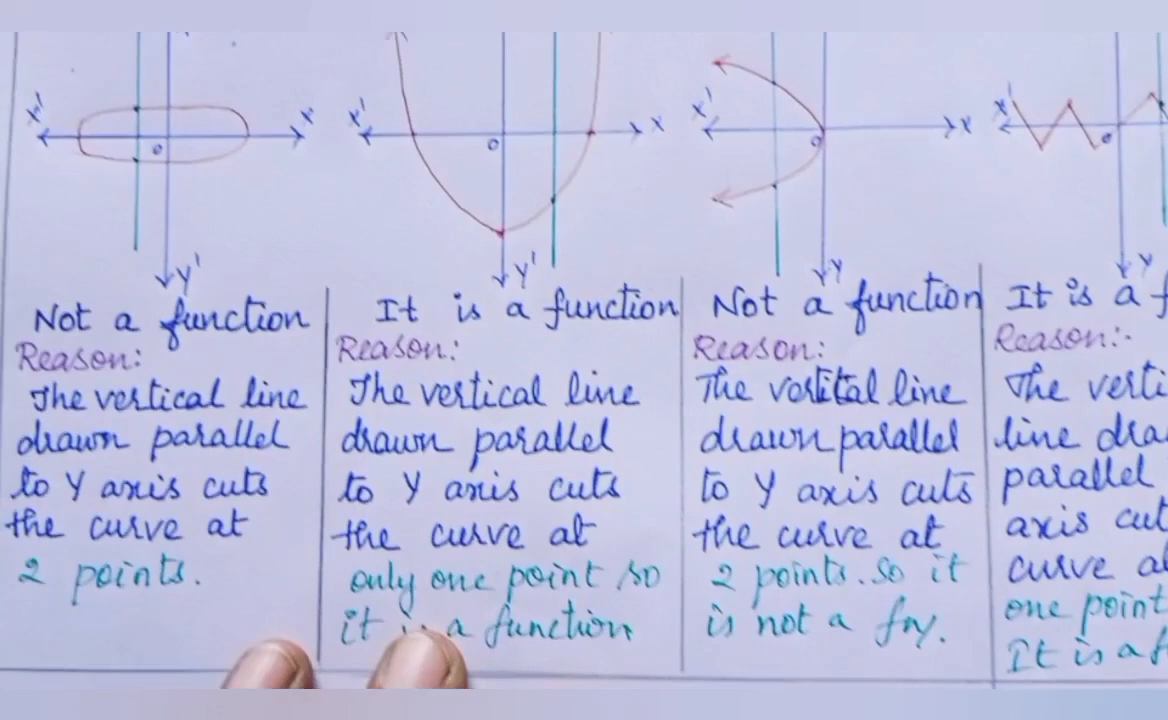 X' X
O
Y'
Not a function
Reason:
The vertical line
drawn parallel
to Y axis cuts
the curve at
2 points.
X' X
O
Y'
It is a function
Reason:
The vertical line
drawn parallel
to Y axis cuts
the curve at
only one point so
it is a function
X' X
O
Y
Not a function
Reason:
The vertital line
drawn parallel
to Y axis cuts
the curve at
2 points. So it
is not a fn.
X'
O
Y
It is a f
Reason:-
The verti
line dra
parallel
axis cut
curve a
one point
It is a f